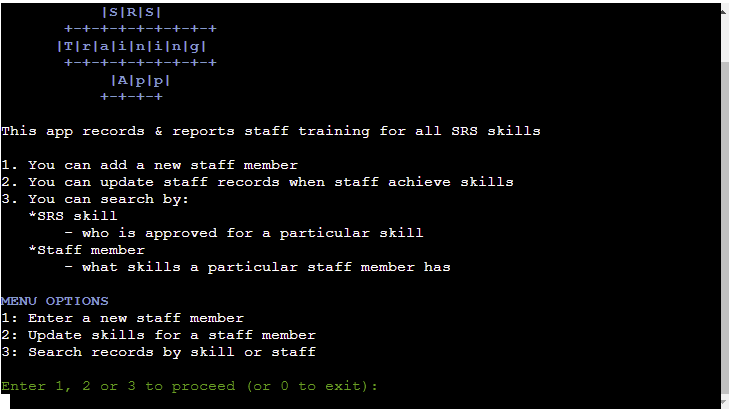 |S|R|S|
+-+-+-+-+-+-+-+-+
|T|r|a|i|n|i|n|g|
+-+-+-+-+-+-+-+-+
|A|p|p|
+-+-+-+
This app records & reports staff training for all SRS skills
1. You can add a new staff member
2. You can update staff records when staff achieve skills
3. You can search by:
*SRS skill
- who is approved for a particular skill
*Staff member
- what skills a particular staff member has
MENU OPTIONS
1: Enter a new staff member
2: Update skills for a staff member
3: Search records by skill or staff
Enter 1, 2 or 3 to proceed (or 0 to exit):